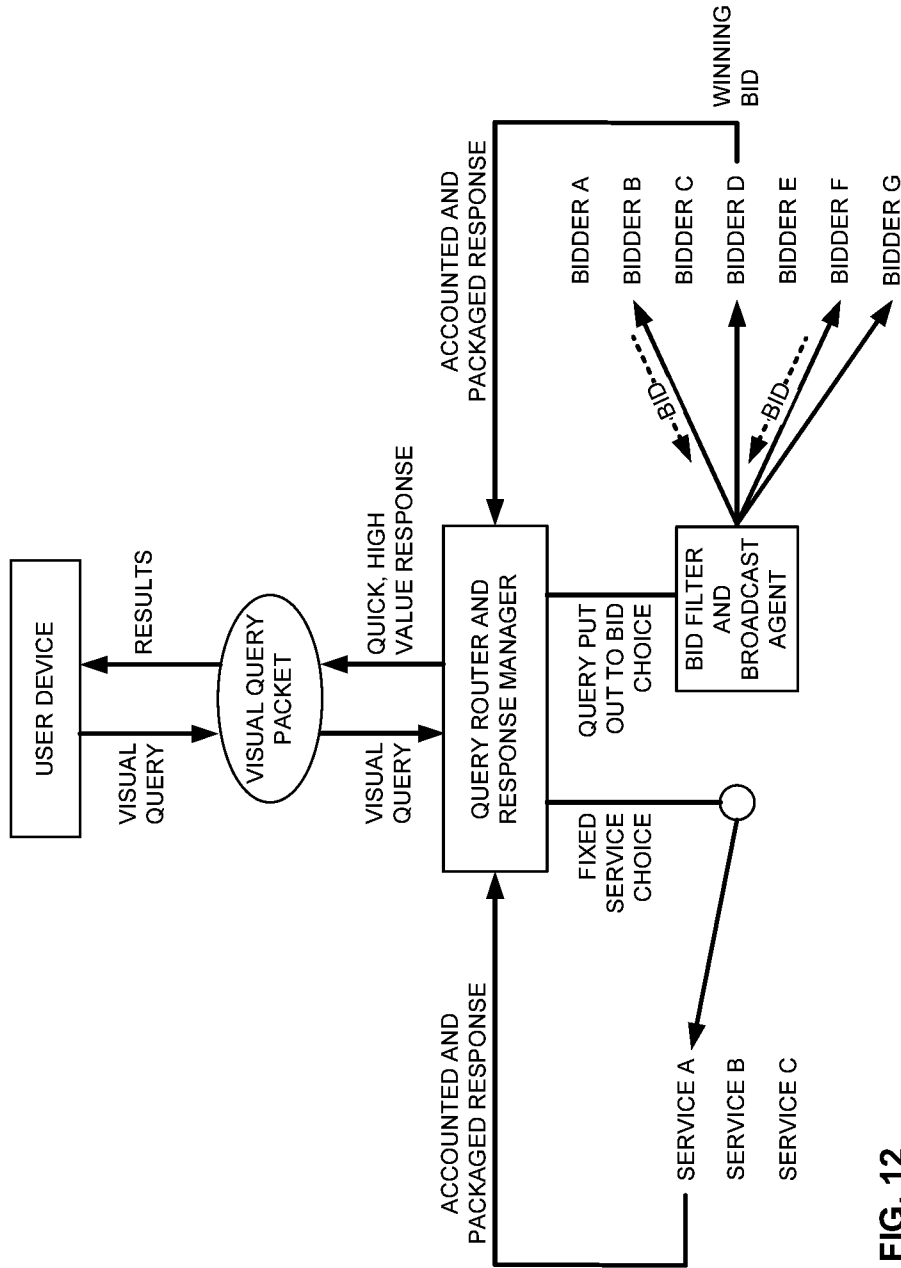 USER DEVICE
VISUAL
QUERY
RESULTS
VISUAL QUERY
PACKET
VISUAL
QUERY
QUICK, HIGH
VALUE RESPONSE
ACCOUNTED AND
PACKAGED RESPONSE
QUERY ROUTER AND
RESPONSE MANAGER
ACCOUNTED AND
PACKAGED RESPONSE
FIXED
SERVICE
CHOICE
QUERY PUT
OUT TO BID
CHOICE
SERVICE A
SERVICE B
SERVICE C
BID FILTER
AND
BROADCAST
AGENT
BID
BID
BIDDER A
BIDDER B
BIDDER C
BIDDER D
BIDDER E
BIDDER F
BIDDER G
WINNING
BID
FIG. 12